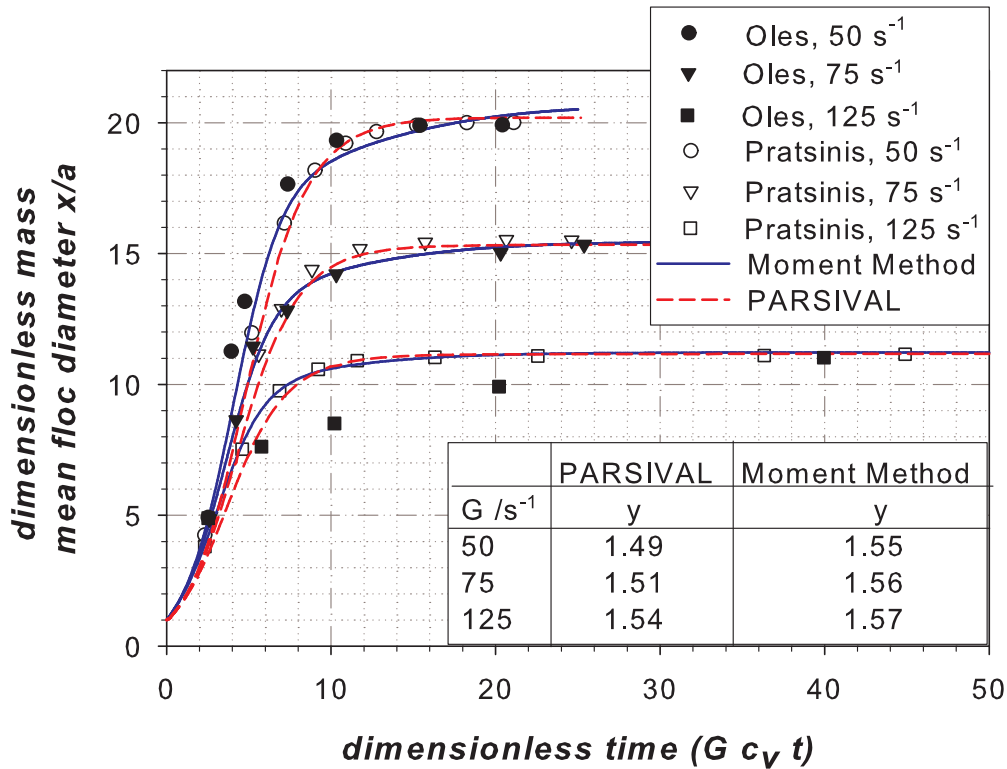 Oles, 50 s⁻¹
Oles, 75 s⁻¹
Oles, 125 s⁻¹
Pratsinis, 50 s⁻¹
Pratsinis, 75 s⁻¹
Pratsinis, 125 s⁻¹
Moment Method
PARSIVAL
dimensionless mass
mean floc diameter x/a
20
15
10
5
0
PARSIVAL Moment Method
G /s⁻¹ y y
50 1.49 1.55
75 1.51 1.56
125 1.54 1.57
0 10 20 30 40 50
dimensionless time (G c_v t)